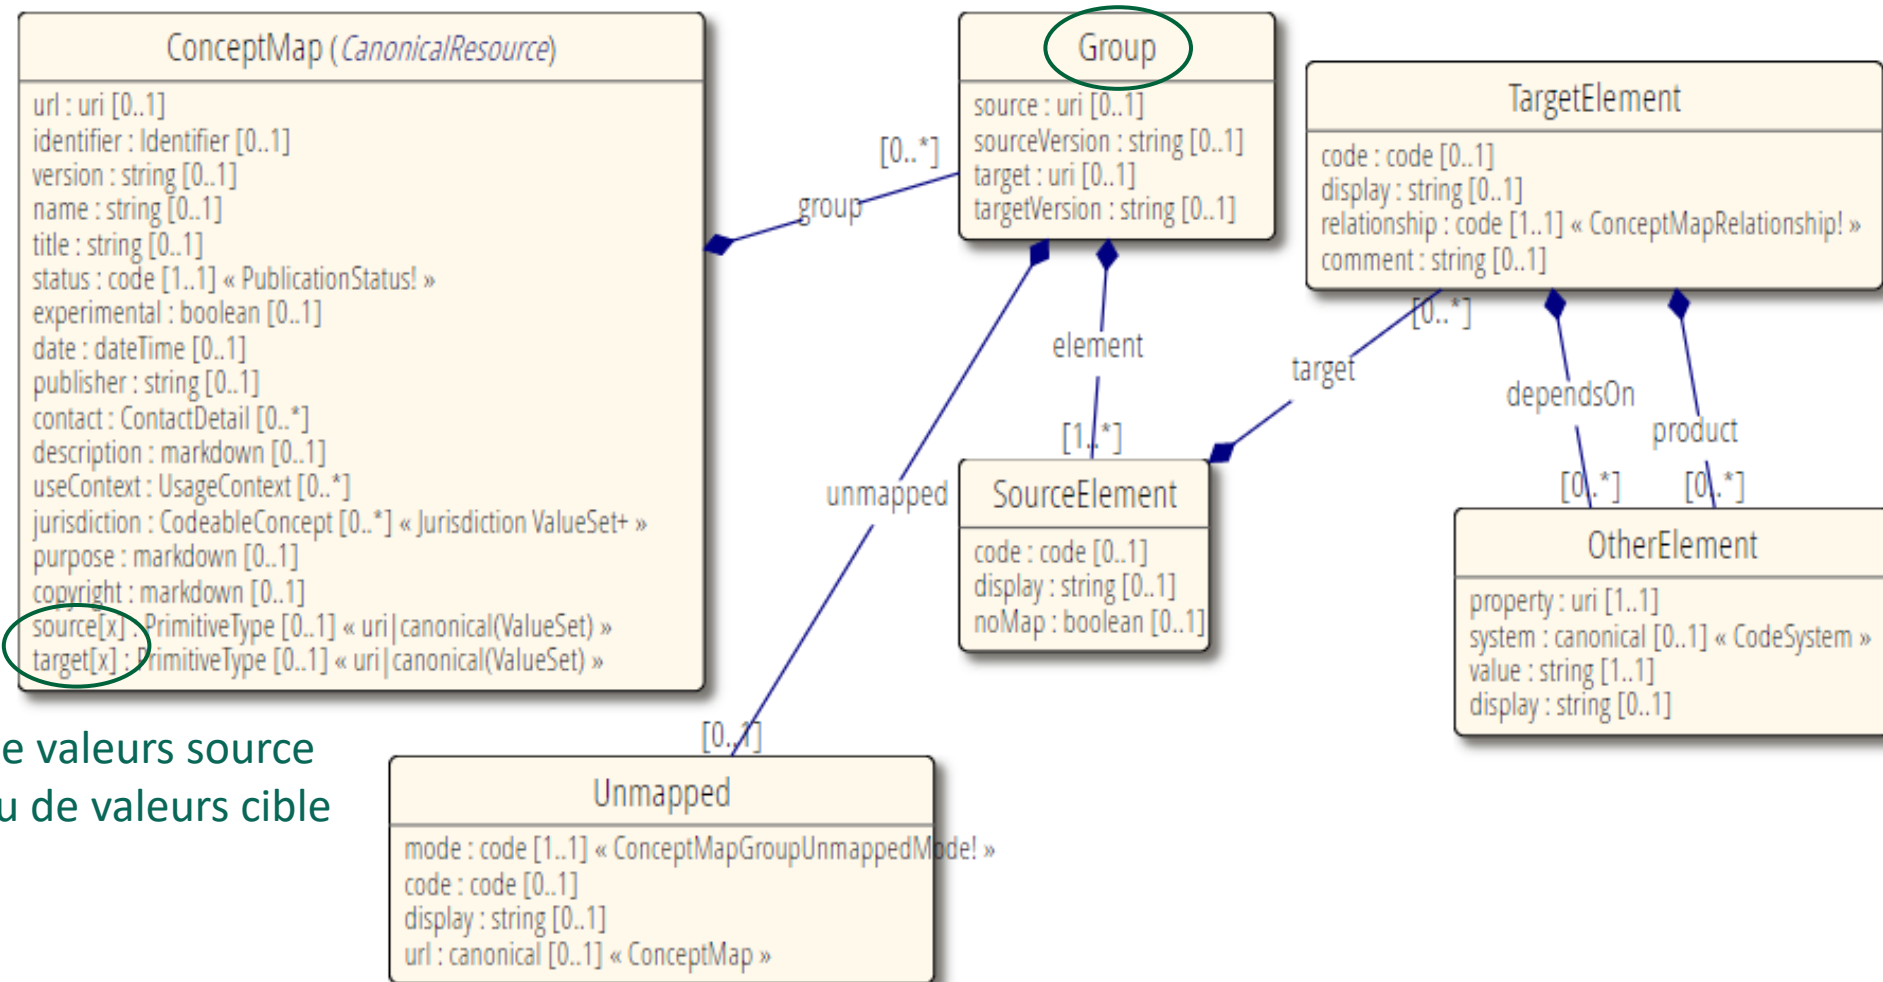 ConceptMap (CanonicalResource)
url : uri [0..1]
identifier : Identifier [0..1]
version : string [0..1]
name : string [0..1]
title : string [0..1]
status : code [1..1] « PublicationStatus! »
experimental : boolean [0..1]
date : dateTime [0..1]
publisher : string [0..1]
contact : ContactDetail [0..*]
description : markdown [0..1]
useContext : UsageContext [0..*]
jurisdiction : CodeableConcept [0..*] « Jurisdiction ValueSet+ »
purpose : markdown [0..1]
copyright : markdown [0..1]
source[x] : PrimitiveType [0..1] « uri|canonical(ValueSet) »
target[x] : PrimitiveType [0..1] « uri|canonical(ValueSet) »
[0..*]
group
Group
source : uri [0..1]
sourceVersion : string [0..1]
target : uri [0..1]
targetVersion : string [0..1]
TargetElement
code : code [0..1]
display : string [0..1]
relationship : code [1..1] « ConceptMapRelationship! »
comment : string [0..1]
[0..*]
element
target
dependsOn
product
[1..*]
[0..*]
[0..*]
unmapped
SourceElement
code : code [0..1]
display : string [0..1]
noMap : boolean [0..1]
OtherElement
property : uri [1..1]
system : canonical [0..1] « CodeSystem »
value : string [1..1]
display : string [0..1]
e valeurs source
u de valeurs cible
[0..1]
Unmapped
mode : code [1..1] « ConceptMapGroupUnmappedMode! »
code : code [0..1]
display : string [0..1]
url : canonical [0..1] « ConceptMap »